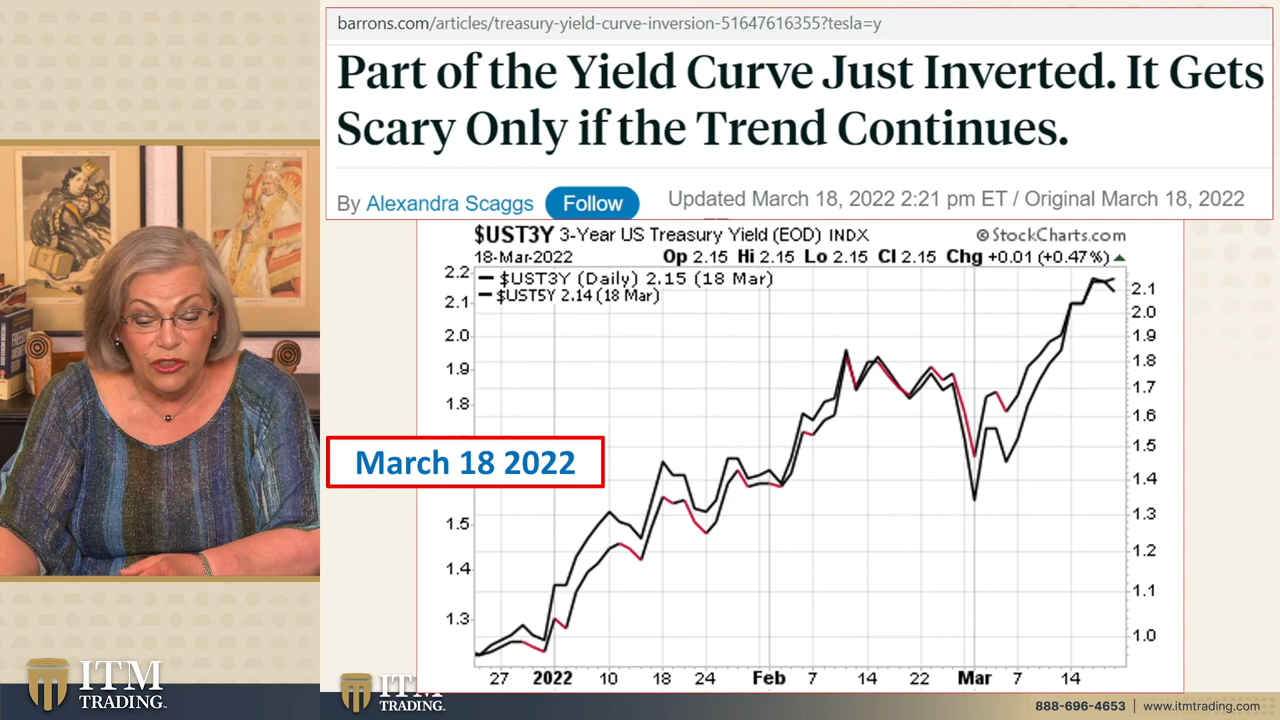 barrons.com/articles/treasury-yield-curve-inversion-51647616355?tesla=y
Part of the Yield Curve Just Inverted. It Gets
Scary Only if the Trend Continues.
By Alexandra Scaggs Follow Updated March 18, 2022 2:21 pm ET / Original March 18, 2022
$UST3Y 3-Year US Treasury Yield (EOD) INDX © StockCharts.com
18-Mar-2022 Op 2.15 Hi 2.15 Lo 2.15 Cl 2.15 Chg +0.01 (+0.47%)
$UST3Y (Daily) 2.15 (18 Mar)
$UST5Y 2.14 (18 Mar)
2.2
2.1
2.0
1.9
1.8
1.5
1.4
1.3
2.1
2.0
1.9
1.8
1.7
1.6
1.5
1.4
1.3
1.2
1.1
1.0
27 2022 10 18 24 Feb 7 14 22 Mar 7 14
March 18 2022
ITM
TRADING
ITM
TRADING.
888-696-4653 | www.itmtrading.com